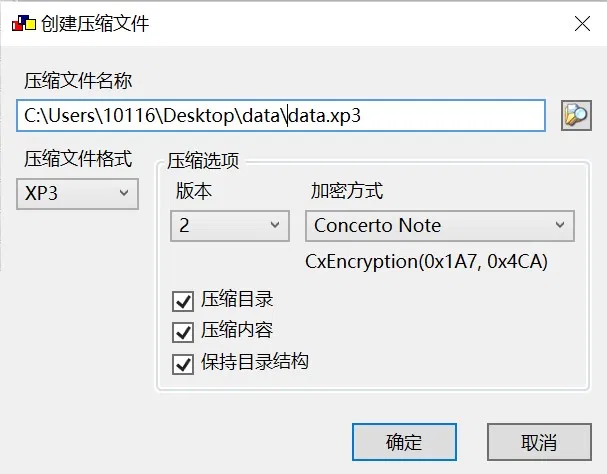 创建压缩文件
压缩文件名称
C:\Users\10116\Desktop\data\data.xp3
压缩文件格式
XP3
压缩选项
版本
2
加密方式
Concerto Note
CxEncryption(0x1A7, 0x4CA)
压缩目录
压缩内容
保持目录结构
确定
取消